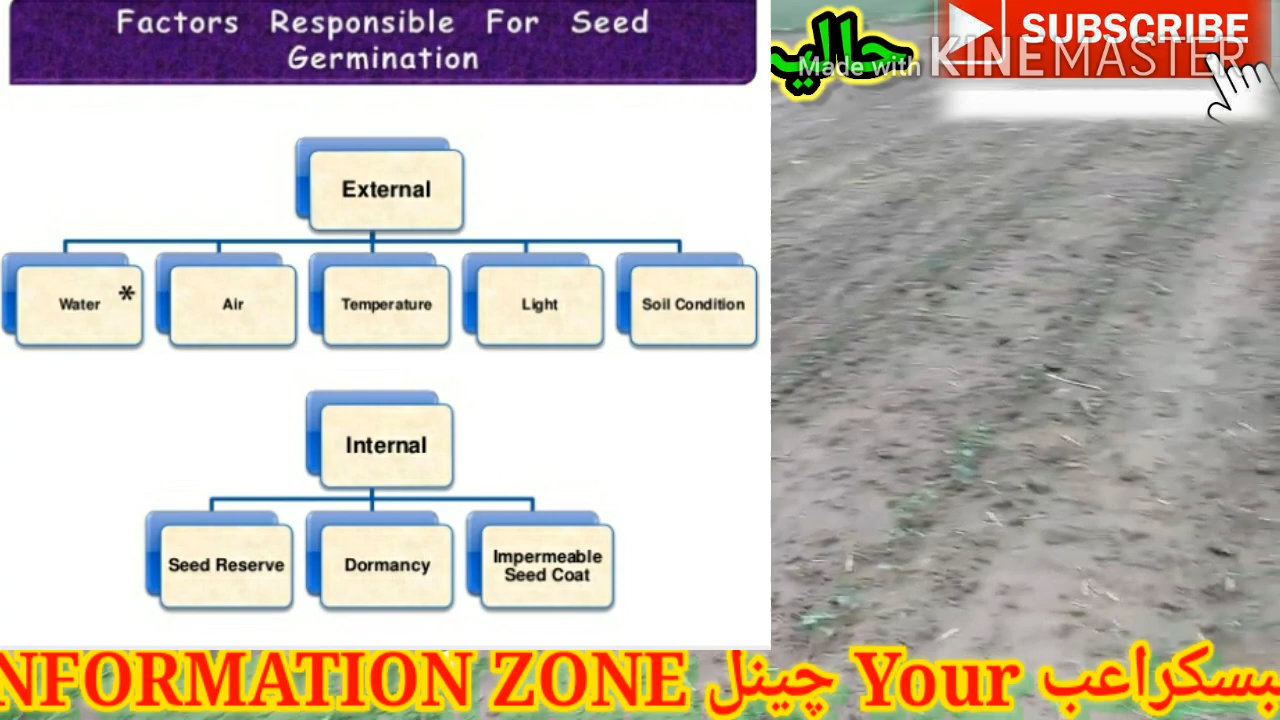 Factors Responsible For Seed
Germination
External
Water *
Air
Temperature
Light
Soil Condition
Internal
Seed Reserve
Dormancy
Impermeable
Seed Coat
SUBSCRIBE
Made with KINEMASTER
NFORMATION ZONE چینل Your بسکراعب